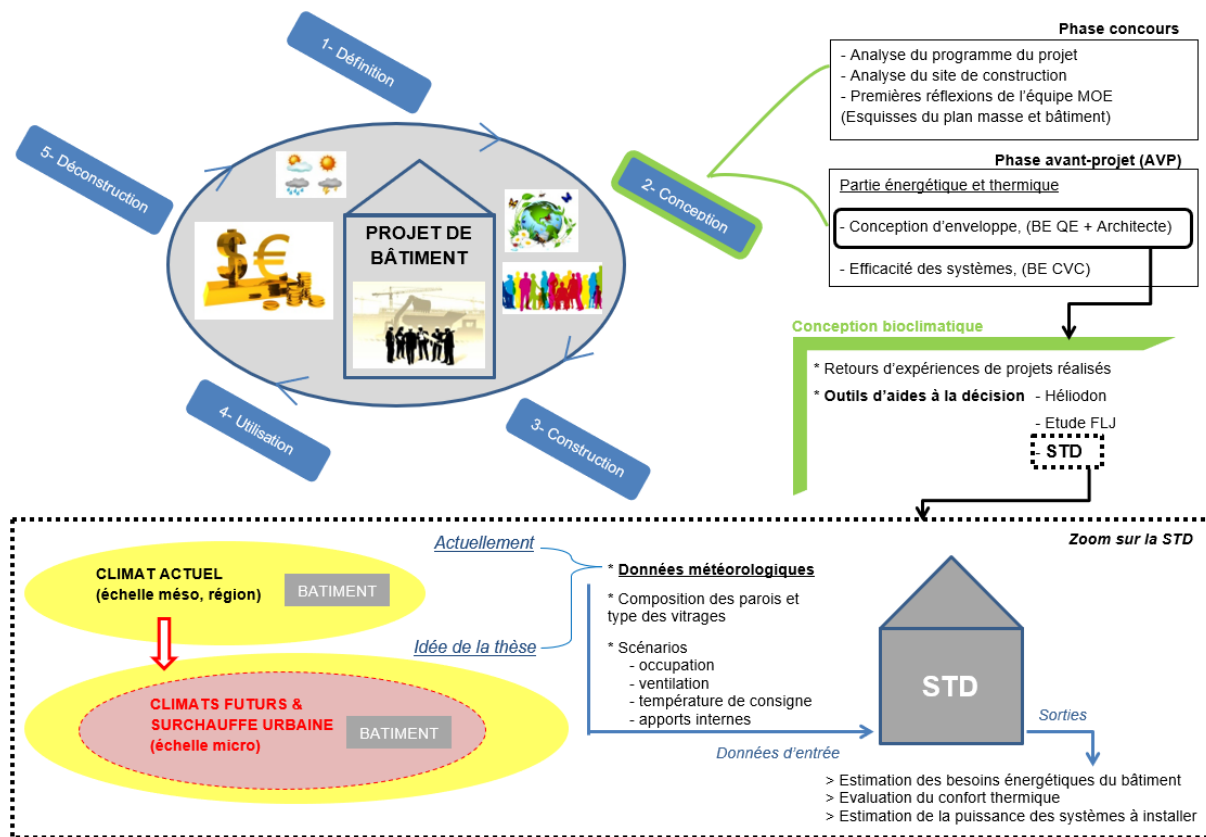 1- Définition
5- Déconstruction
2- Conception
4- Utilisation
3- Construction
PROJET DE
BÂTIMENT
Phase concours
- Analyse du programme du projet
- Analyse du site de construction
- Premières réflexions de l'équipe MOE
(Esquisses du plan masse et bâtiment)
Phase avant-projet (AVP)
Partie énergétique et thermique
- Conception d'enveloppe, (BE QE + Architecte)
- Efficacité des systèmes, (BE CVC)
Conception bioclimatique
* Retours d'expériences de projets réalisés
* Outils d'aides à la décision - Héliodon
- Etude FLJ
- STD
Zoom sur la STD
Actuellement
CLIMAT ACTUEL
(échelle méso, région)
BATIMENT
Idée de la thèse
CLIMATS FUTURS &
SURCHAUFFE URBAINE
(échelle micro)
BATIMENT
* Données météorologiques
* Composition des parois et
type des vitrages
* Scénarios
- occupation
- ventilation
- température de consigne
- apports internes
Données d'entrée
STD
Sorties
> Estimation des besoins énergétiques du bâtiment
> Evaluation du confort thermique
> Estimation de la puissance des systèmes à installer